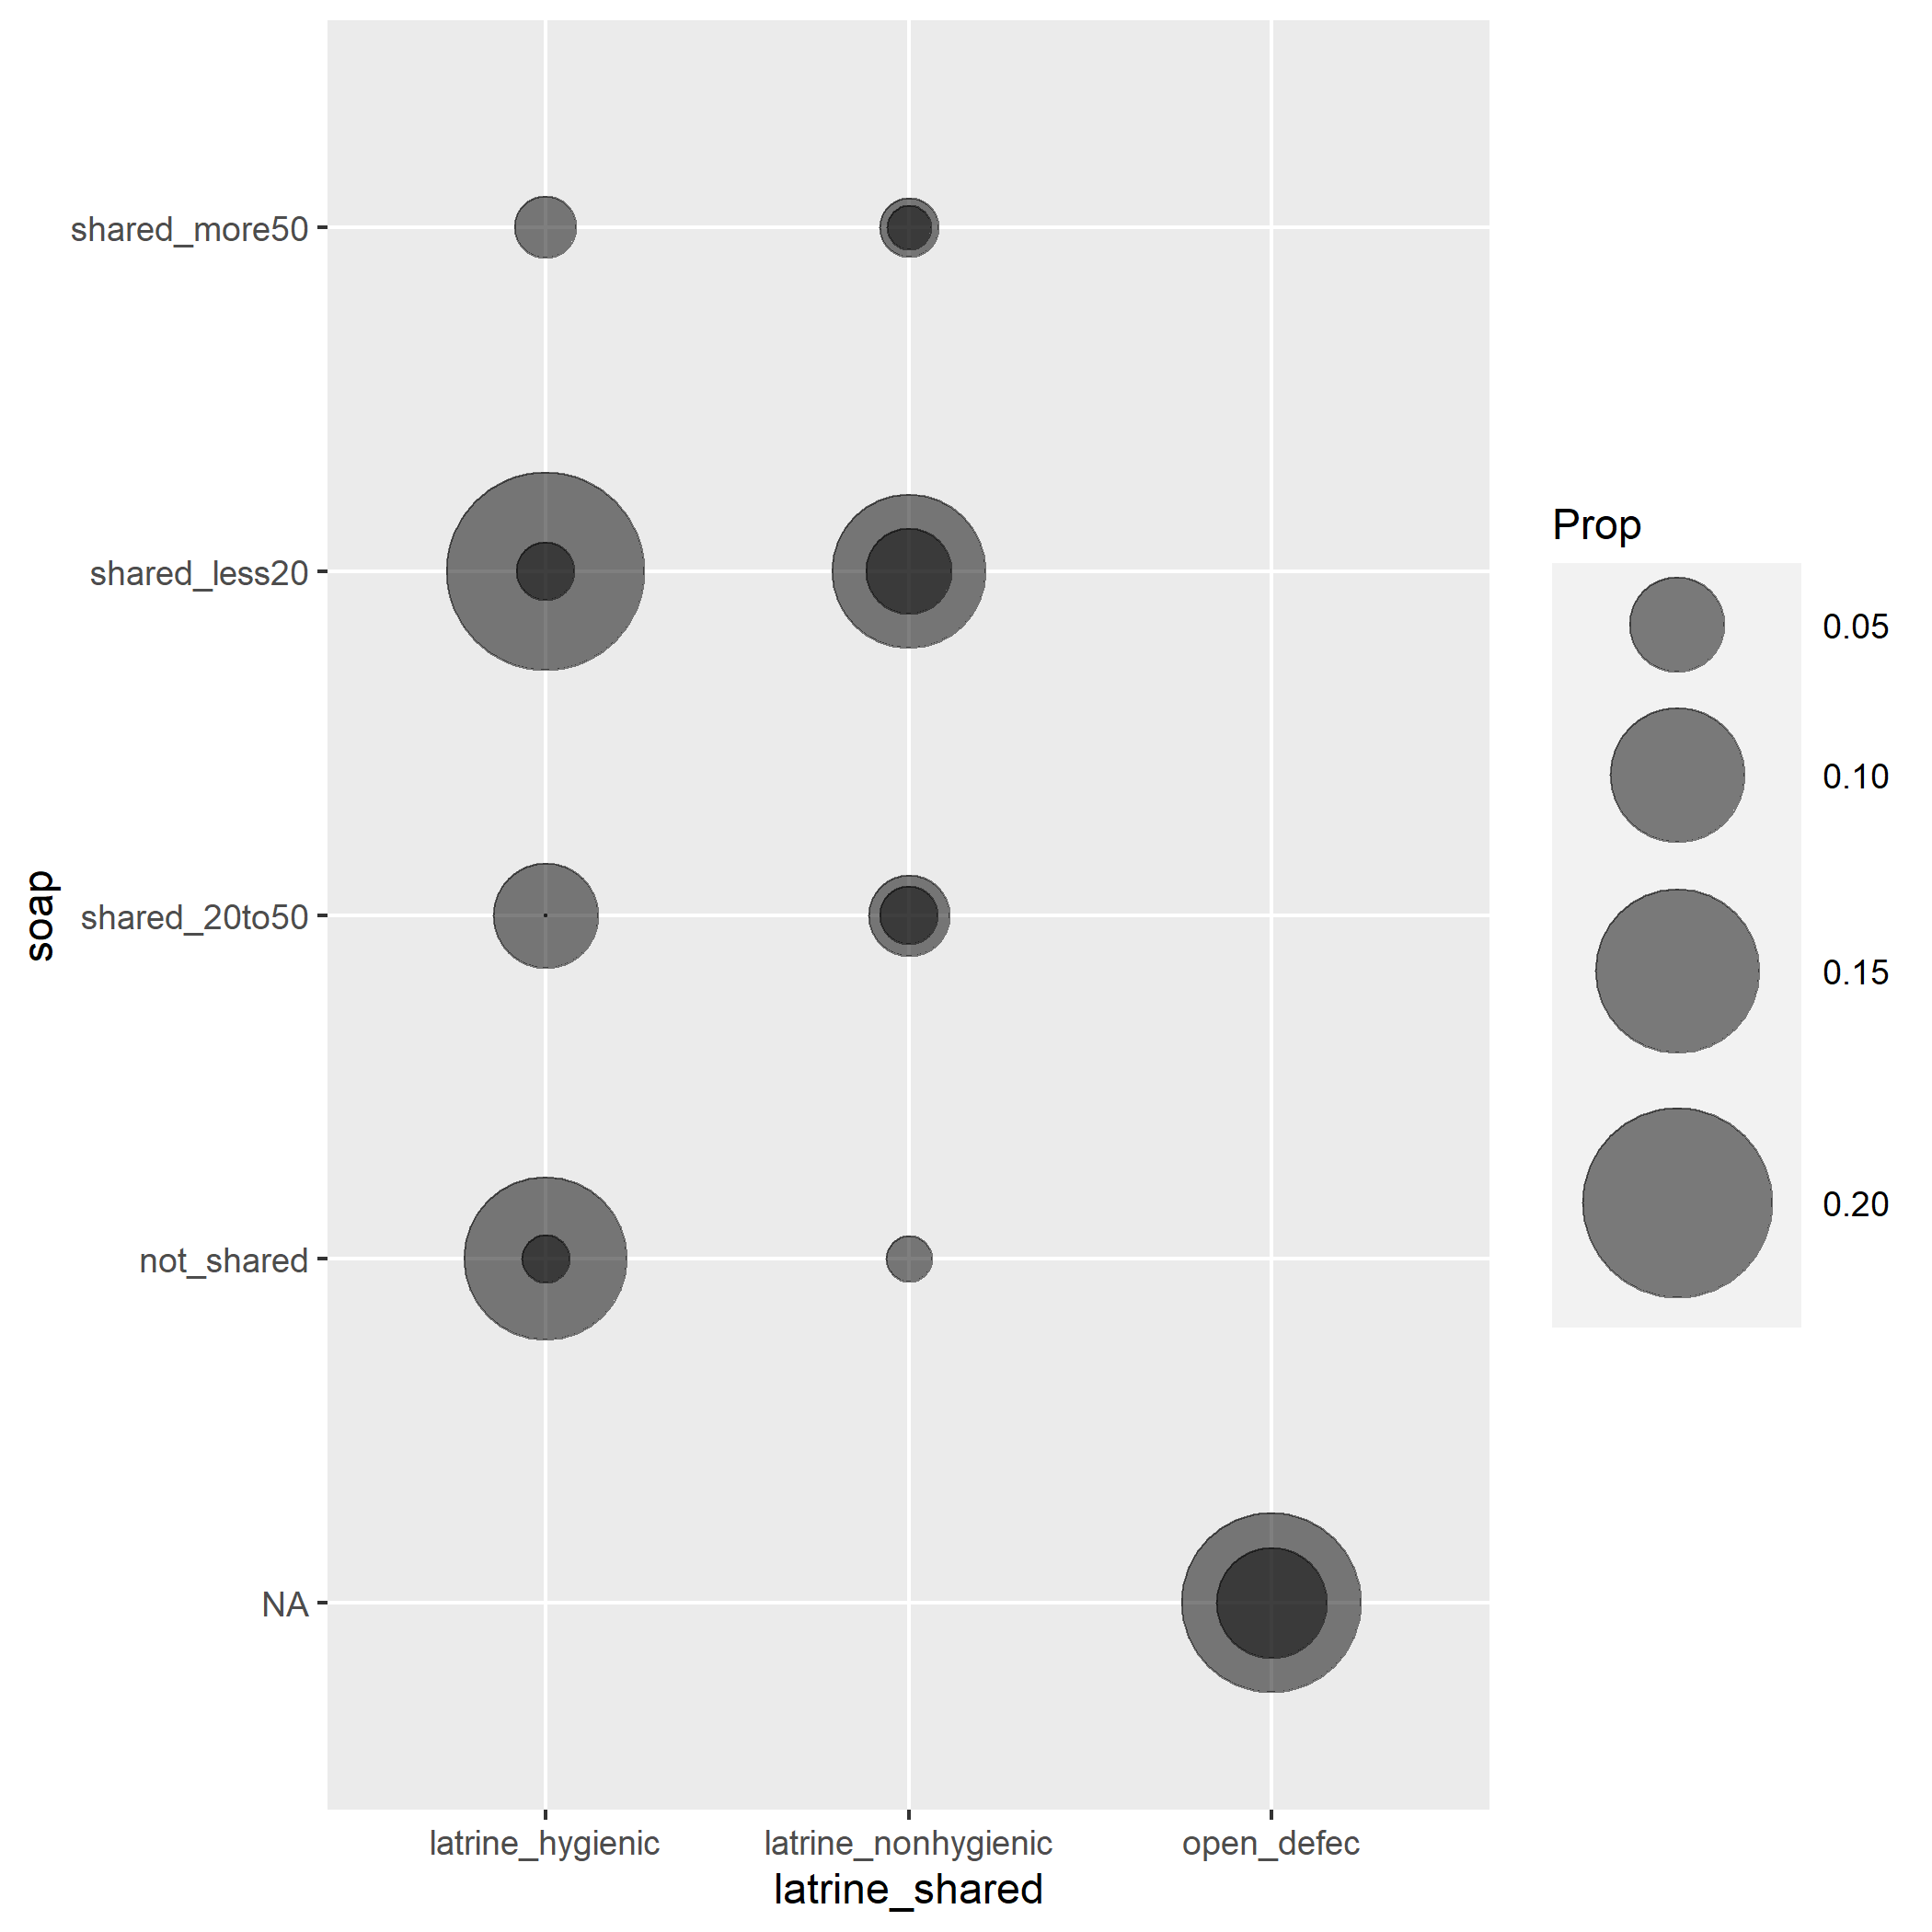 shared_more50
shared_less20
shared_20to50
not_shared
NA
soap
latrine_hygienic
latrine_nonhygienic
open_defec
latrine_shared
Prop
0.05
0.10
0.15
0.20